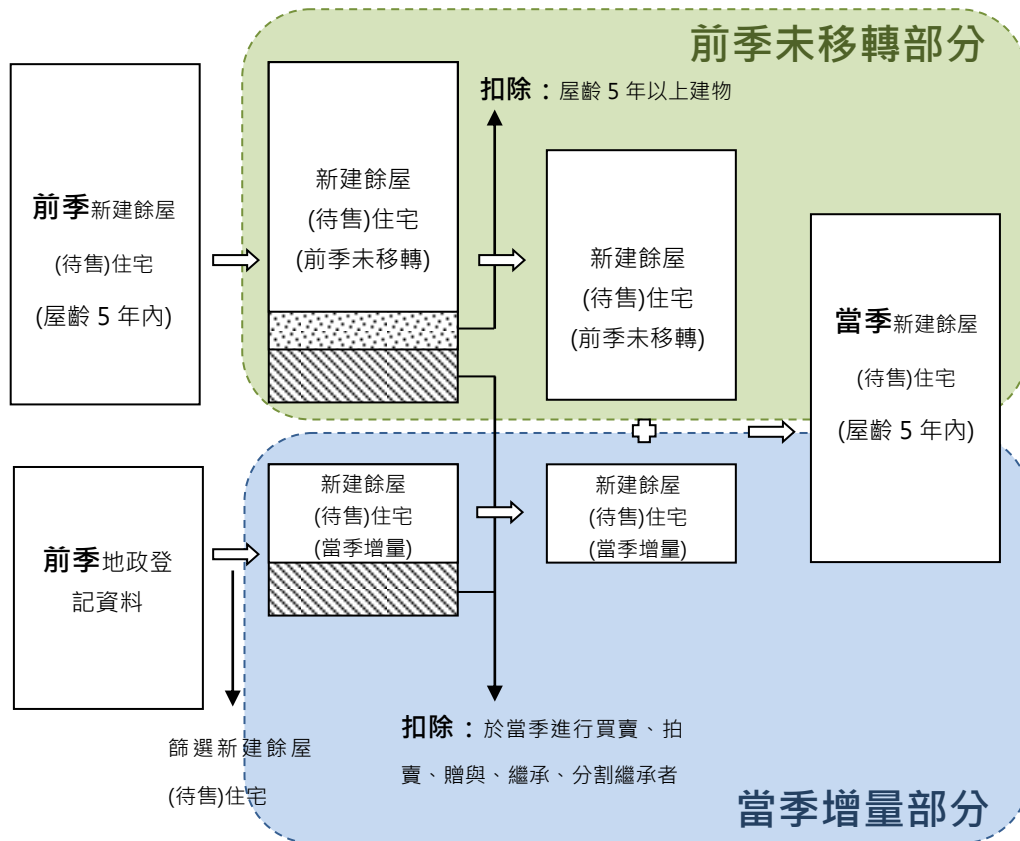 前季未移轉部分
扣除：屋齡 5 年以上建物
前季新建餘屋
(待售)住宅
(屋齡 5 年內)
新建餘屋
(待售)住宅
(前季未移轉)
新建餘屋
(待售)住宅
(前季未移轉)
當季新建餘屋
(待售)住宅
(屋齡 5 年內)
前季地政登
記資料
新建餘屋
(待售)住宅
(當季增量)
新建餘屋
(待售)住宅
(當季增量)
篩選新建餘屋
(待售)住宅
扣除：於當季進行買賣、拍
賣、贈與、繼承、分割繼承者
當季增量部分